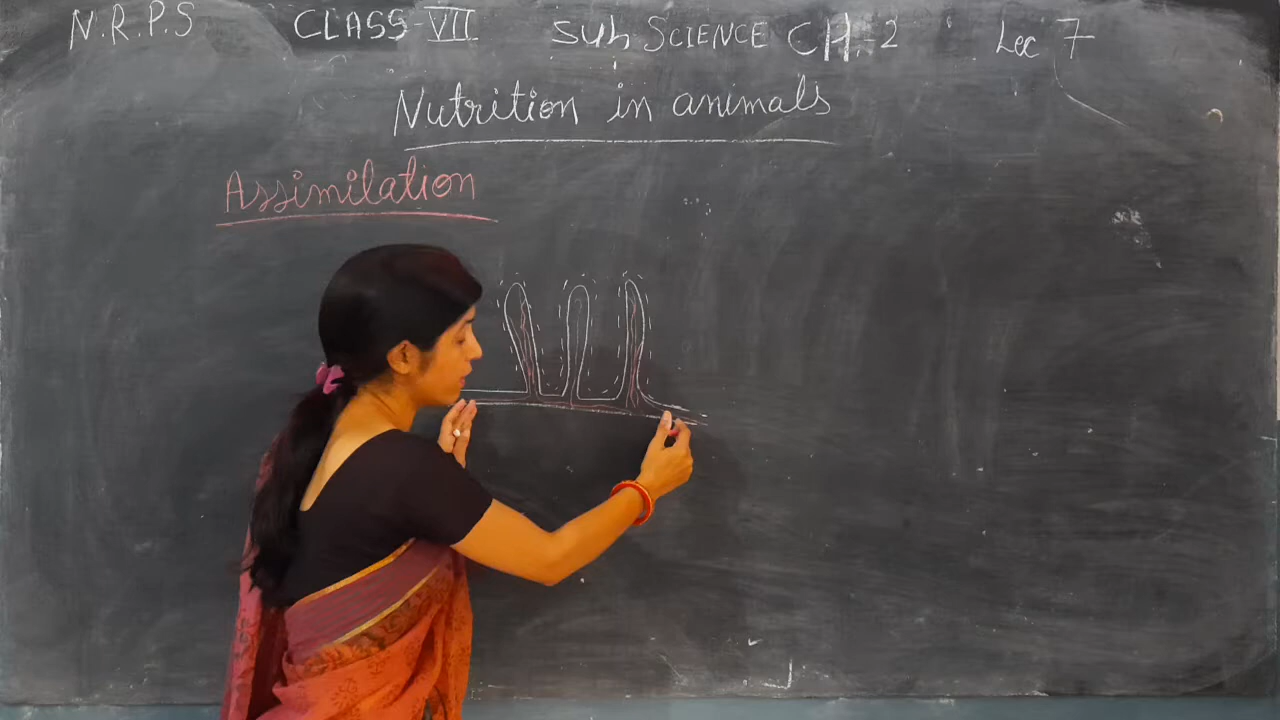 N.R.P.S CLASS-VII Sub SCIENCE CH.-2 Lec 7
Nutrition in animals
Assimilation